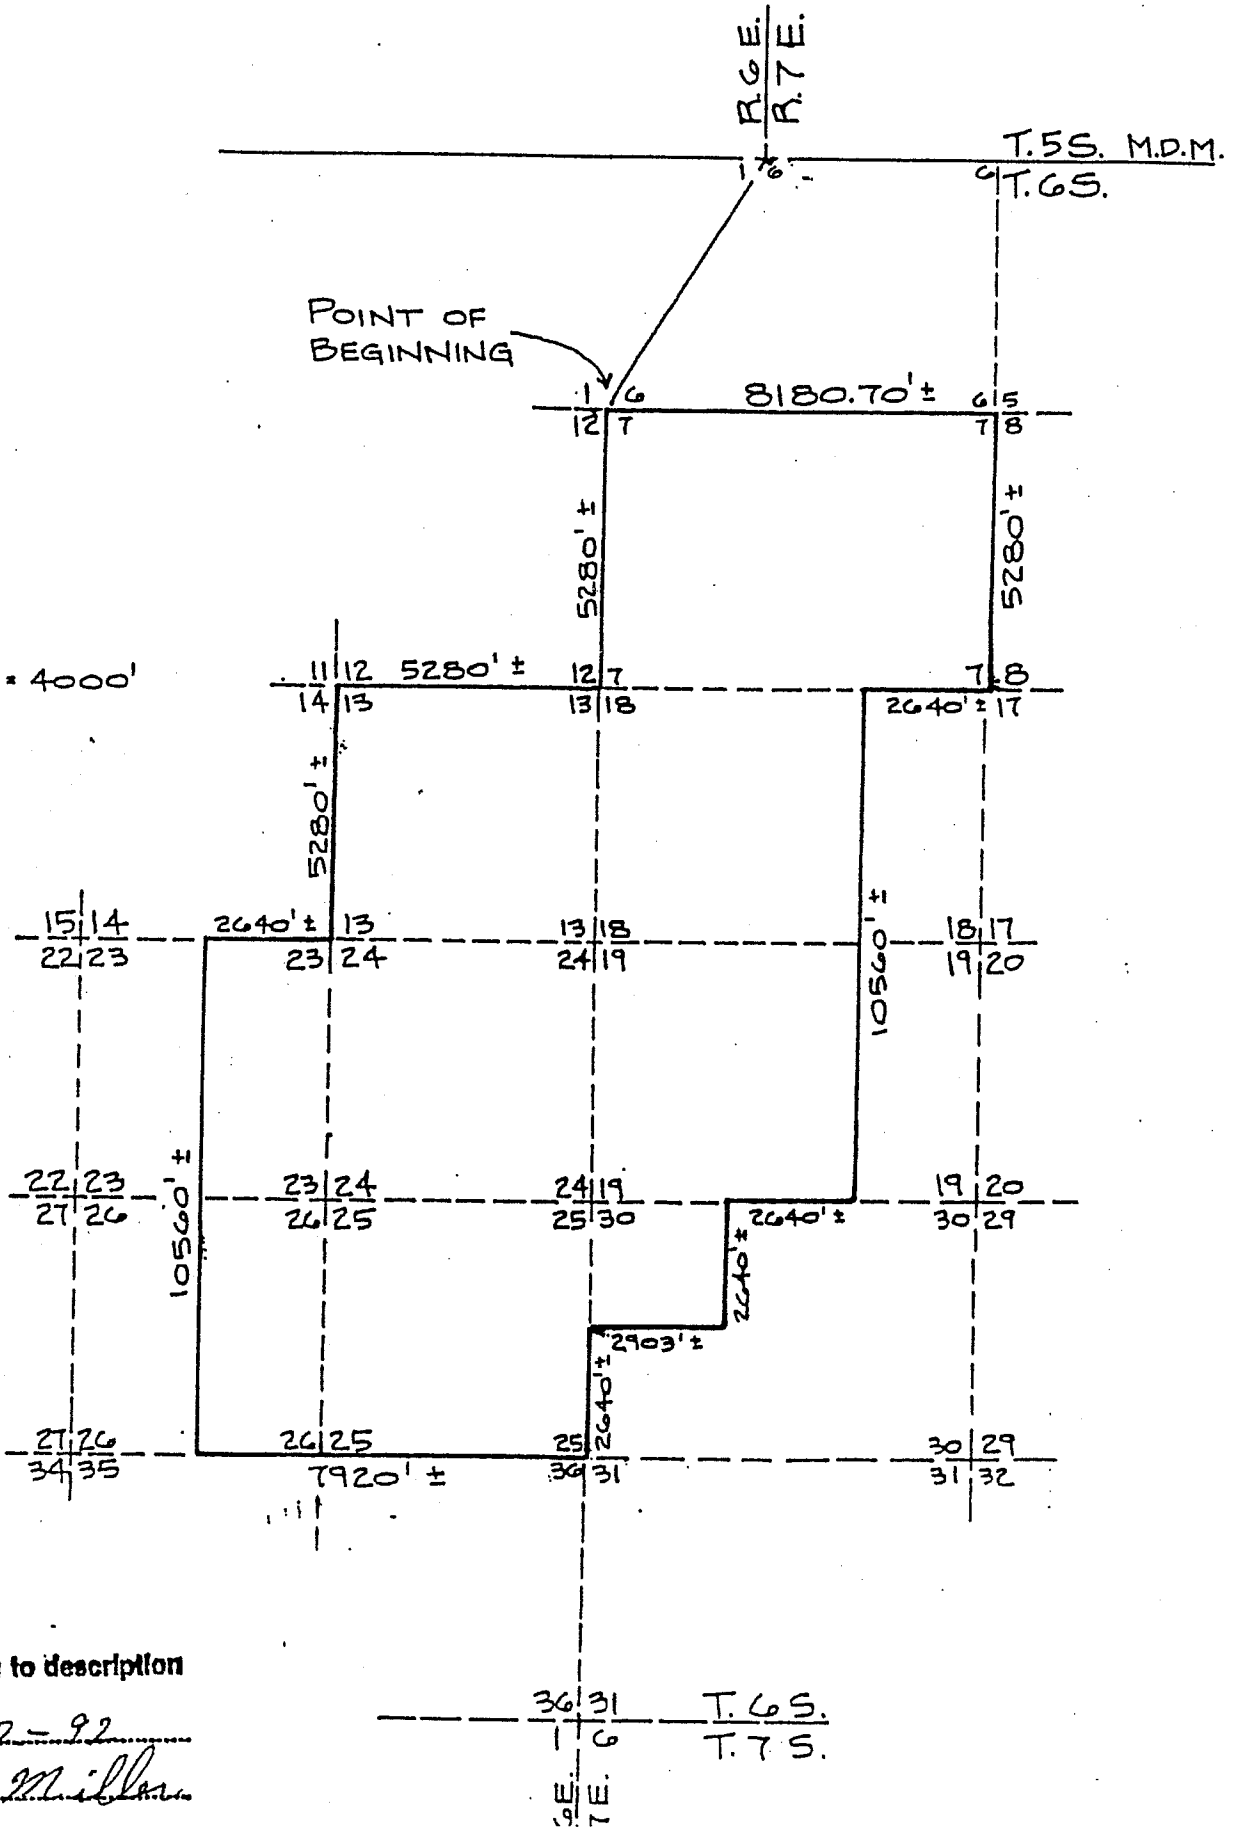 R.6 E.
R.7 E.
T.5S. M.D.M.
1 6 6 T.6S.
POINT OF
BEGINNING
1 6 8180.70'± 6 5
12 7 7 8
5280'± 5280'±
= 4000'
11 12 5280'± 12 7 7 8
14 13 13 18 2640'± 17
5280'±
15 14 2640'± 13 13 18 18 17
22 23 23 24 24 19 19 20
10560'±
22 23 23 24 24 19 19 20
27 26 26 25 25 30 2640'± 30 29
10560'±
2640'±
2903'±
2640'±
27 26 26 25 25 30 29
34 35 7920'± 36 31 31 32
to description
2-92
Miller
36 31 T.6S.
1 6 T.7S.
E.
7E.